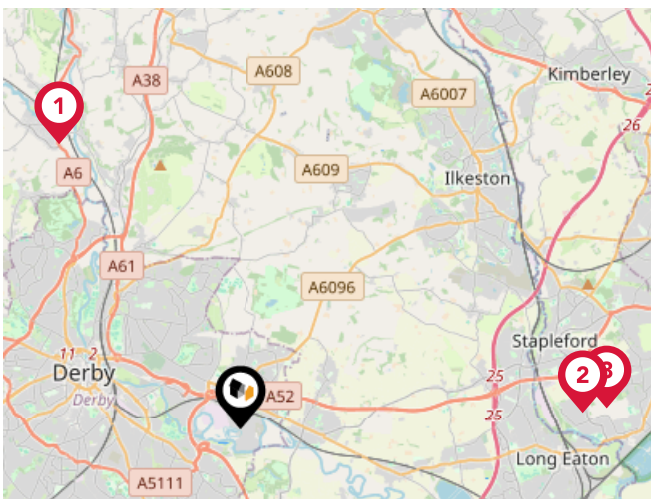 A38
A608
Kimberley
A6007
2
1
26
A6
A609
Ilkeston
A61
A6096
Stapleford
11 2
Derby
Derby
25
2
3
A52
25
Long Eaton
A5111